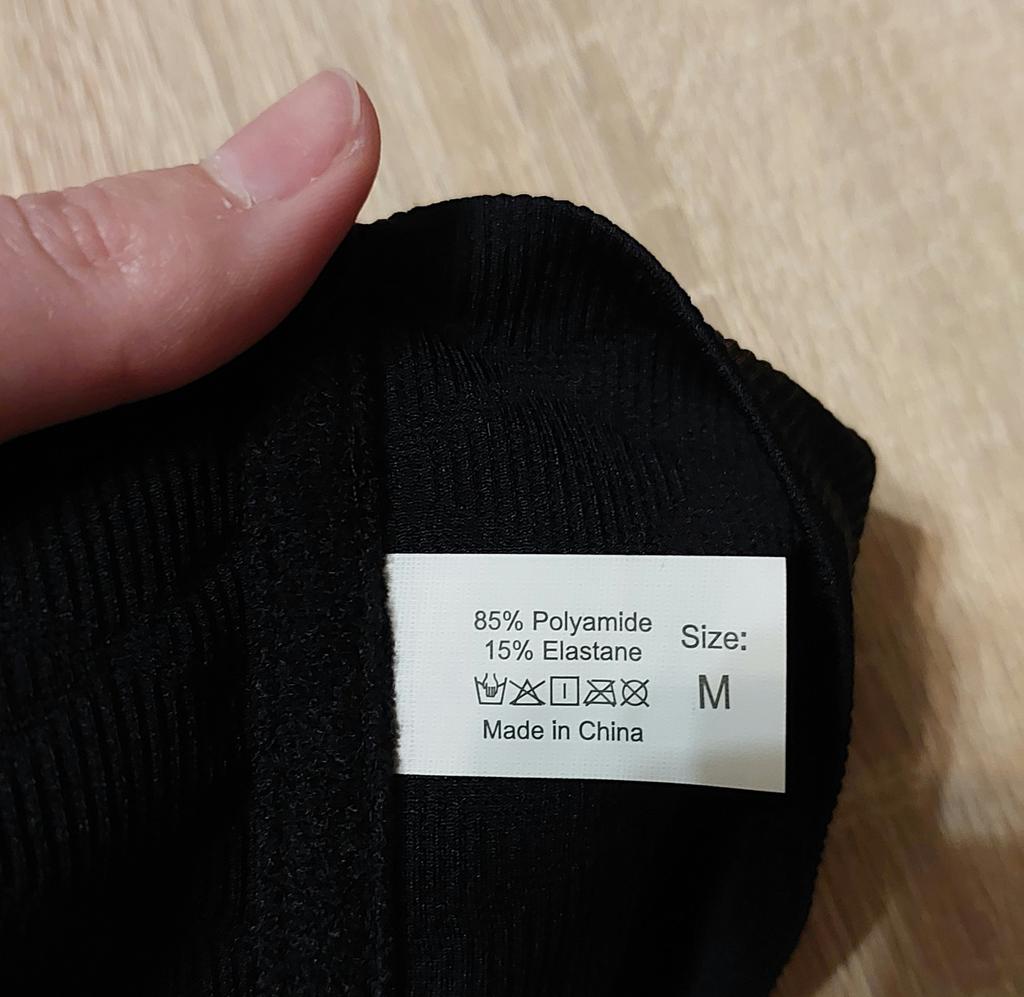 85% Polyamide
15% Elastane
Made in China
Size:
M